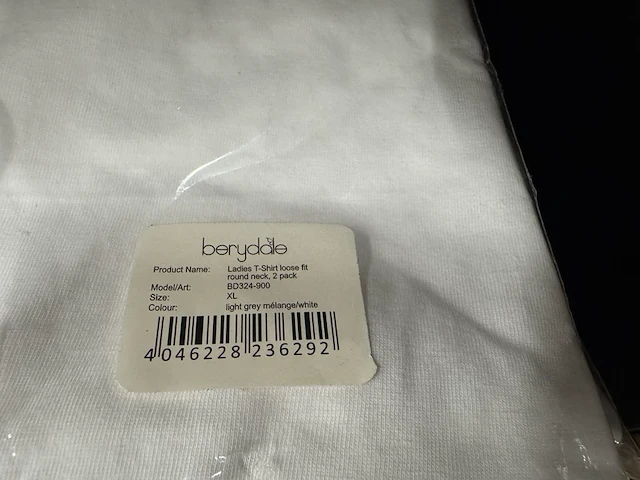 berydale
Product Name: Ladies T-Shirt loose fit
round neck, 2 pack
Model/Art: BD324-900
Size: XL
Colour: light grey mélange/white
4 046228 236292